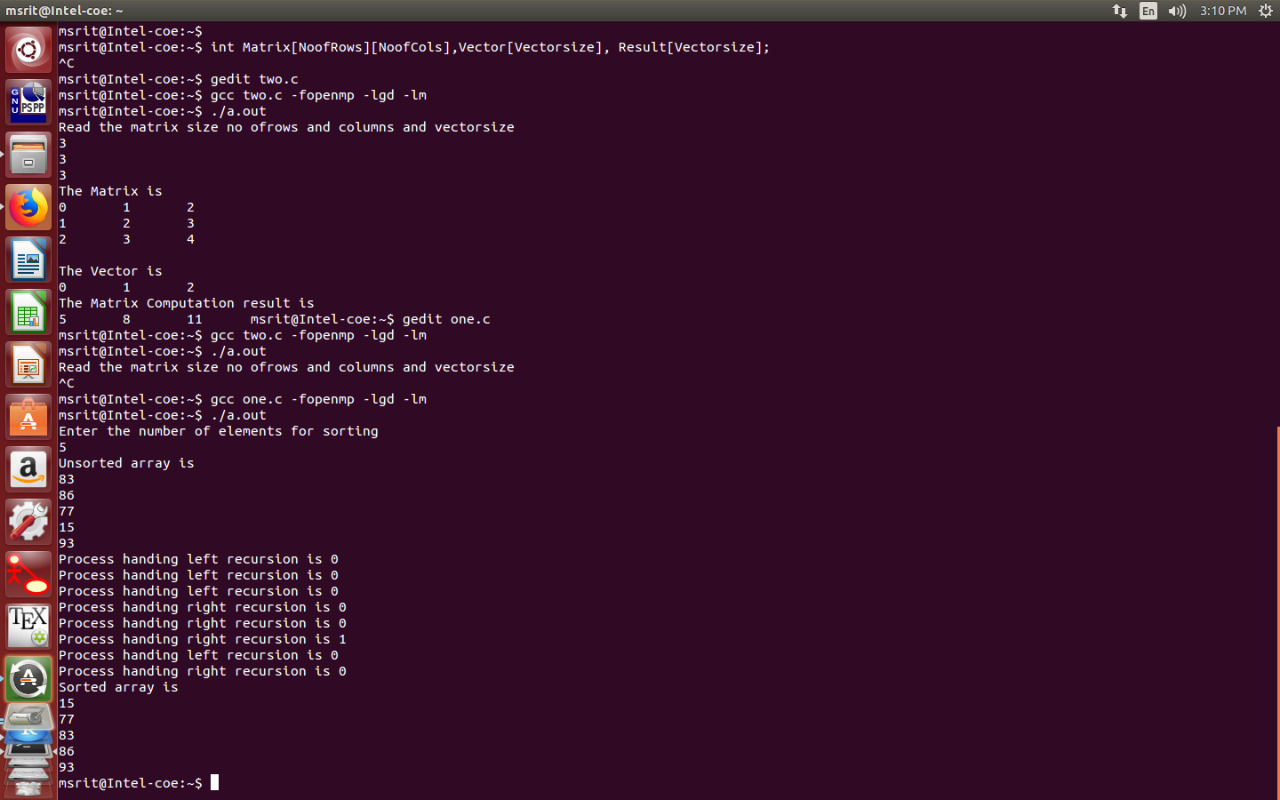 msrit@Intel-coe: ~
En
3:10 PM
msrit@Intel-coe:~$
msrit@Intel-coe:~$ int Matrix[NoofRows][NoofCols],Vector[Vectorsize], Result[Vectorsize];
^C
msrit@Intel-coe:~$ gedit two.c
msrit@Intel-coe:~$ gcc two.c -fopenmp -lgd -lm
msrit@Intel-coe:~$ ./a.out
Read the matrix size no ofrows and columns and vectorsize
3
3
3
The Matrix is
0 1 2
1 2 3
2 3 4
The Vector is
0 1 2
The Matrix Computation result is
5 8 11 msrit@Intel-coe:~$ gedit one.c
msrit@Intel-coe:~$ gcc two.c -fopenmp -lgd -lm
msrit@Intel-coe:~$ ./a.out
Read the matrix size no ofrows and columns and vectorsize
^C
msrit@Intel-coe:~$ gcc one.c -fopenmp -lgd -lm
msrit@Intel-coe:~$ ./a.out
Enter the number of elements for sorting
5
Unsorted array is
83
86
77
15
93
Process handing left recursion is 0
Process handing left recursion is 0
Process handing left recursion is 0
Process handing right recursion is 0
Process handing right recursion is 0
Process handing right recursion is 1
Process handing left recursion is 0
Process handing right recursion is 0
Sorted array is
15
77
83
86
93
msrit@Intel-coe:~$
GNU
PSPP
a
TEX